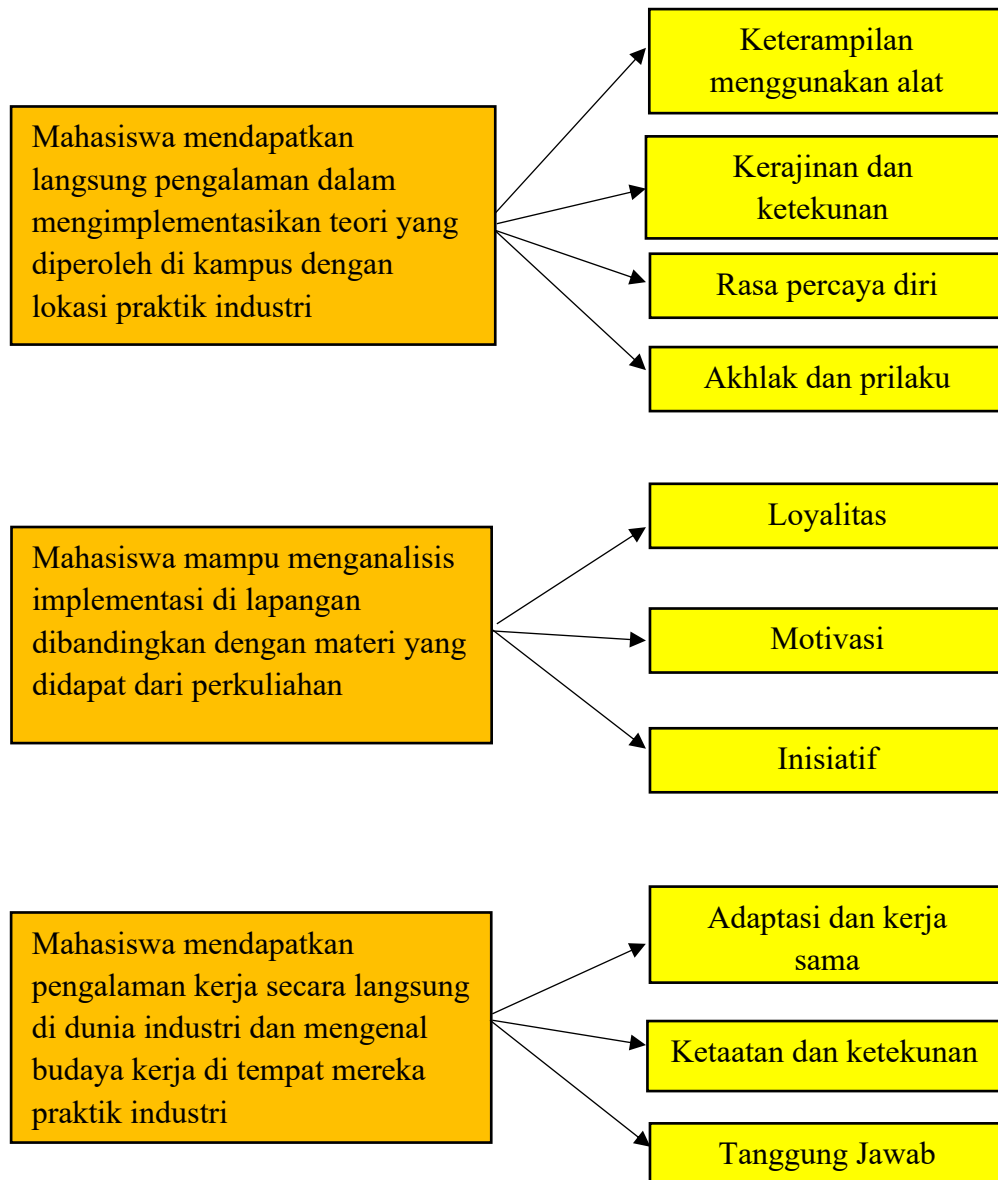 Mahasiswa mendapatkan
langsung pengalaman dalam
mengimplementasikan teori yang
diperoleh di kampus dengan
lokasi praktik industri
Keterampilan
menggunakan alat
Kerajinan dan
ketekunan
Rasa percaya diri
Akhlak dan prilaku
Mahasiswa mampu menganalisis
implementasi di lapangan
dibandingkan dengan materi yang
didapat dari perkuliahan
Loyalitas
Motivasi
Inisiatif
Mahasiswa mendapatkan
pengalaman kerja secara langsung
di dunia industri dan mengenal
budaya kerja di tempat mereka
praktik industri
Adaptasi dan kerja
sama
Ketaatan dan ketekunan
Tanggung Jawab